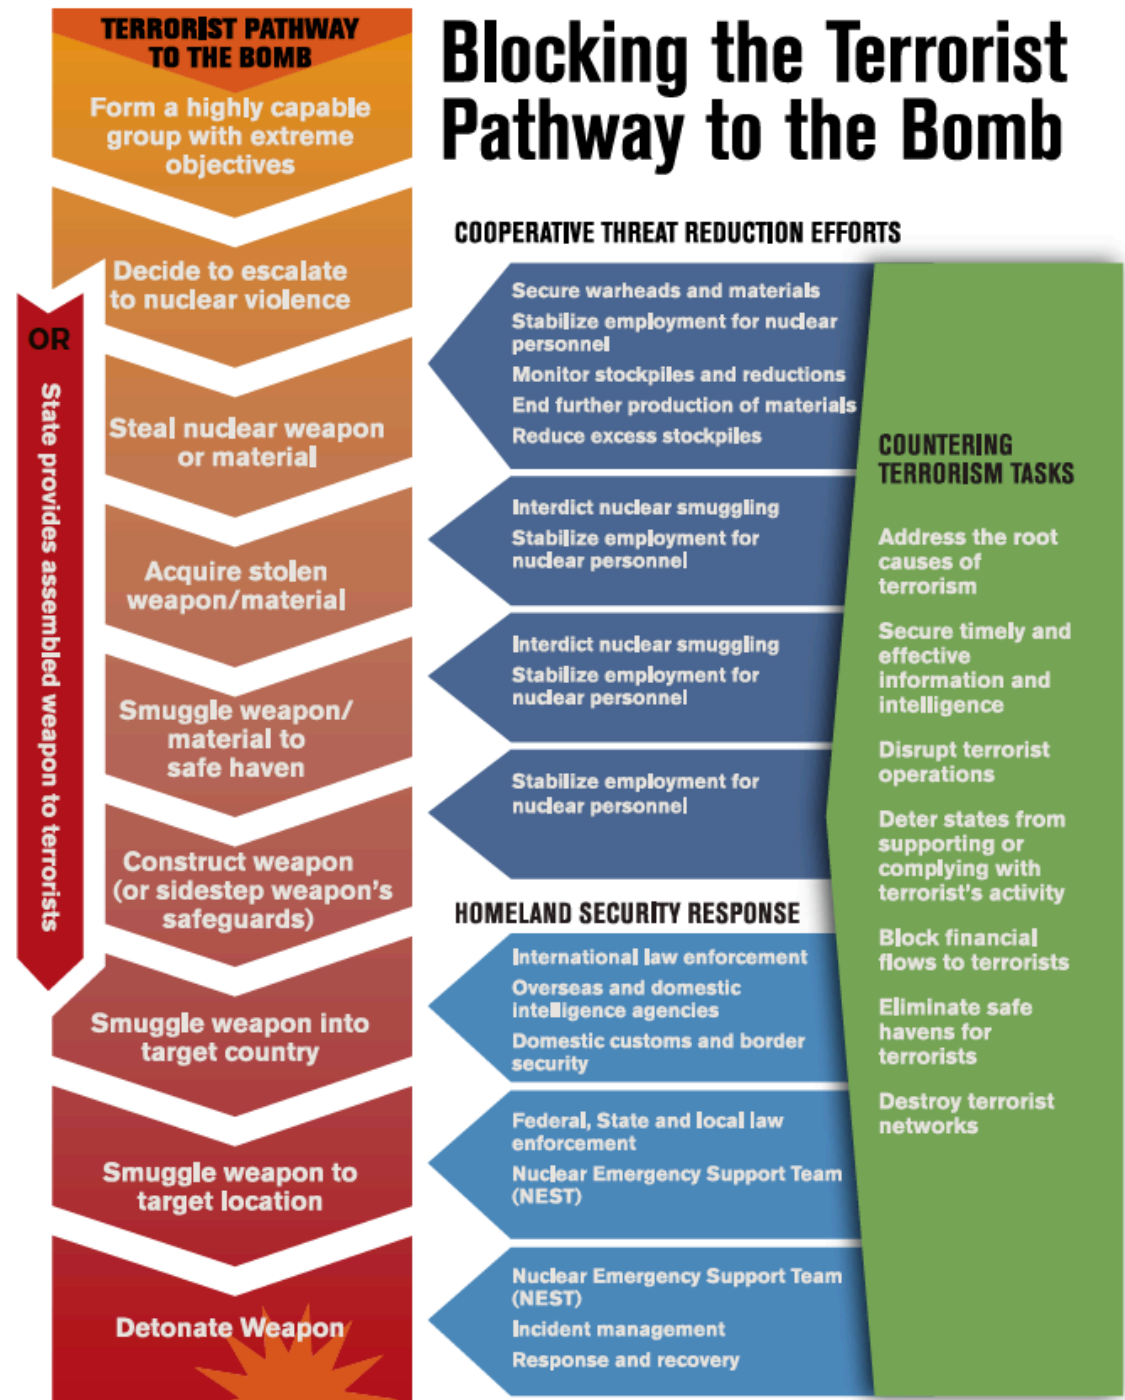 TERRORIST PATHWAY
TO THE BOMB
Form a highly capable
group with extreme
objectives
Decide to escalate
to nuclear violence
Steal nuclear weapon
or material
Acquire stolen
weapon/material
Smuggle weapon/
material to
safe haven
Construct weapon
(or sidestep weapon's
safeguards)
Smuggle weapon into
target country
Smuggle weapon to
target location
Detonate Weapon
OR
State provides assembled weapon to terrorists
Blocking the Terrorist
Pathway to the Bomb
COOPERATIVE THREAT REDUCTION EFFORTS
Secure warheads and materials
Stabilize employment for nuclear
personnel
Monitor stockpiles and reductions
End further production of materials
Reduce excess stockpiles
Interdict nuclear smuggling
Stabilize employment for
nuclear personnel
Interdict nuclear smuggling
Stabilize employment for
nuclear personnel
Stabilize employment for
nuclear personnel
HOMELAND SECURITY RESPONSE
International law enforcement
Overseas and domestic
intelligence agencies
Domestic customs and border
security
Federal, State and local law
enforcement
Nuclear Emergency Support Team
(NEST)
Nuclear Emergency Support Team
(NEST)
Incident management
Response and recovery
COUNTERING
TERRORISM TASKS
Address the root
causes of
terrorism
Secure timely and
effective
information and
intelligence
Disrupt terrorist
operations
Deter states from
supporting or
complying with
terrorist's activity
Block financial
flows to terrorists
Eliminate safe
havens for
terrorists
Destroy terrorist
networks